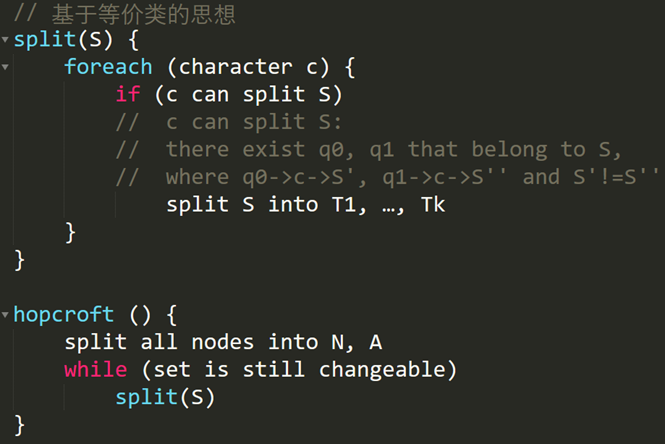 // 基于等价类的思想
split(S) {
    foreach (character c) {
        if (c can split S)
        //  c can split S:
        //  there exist q0, q1 that belong to S,
        //  where q0->c->S', q1->c->S'' and S'!=S''
            split S into T1, …, Tk
    }
}
hopcroft () {
    split all nodes into N, A
    while (set is still changeable)
        split(S)
}